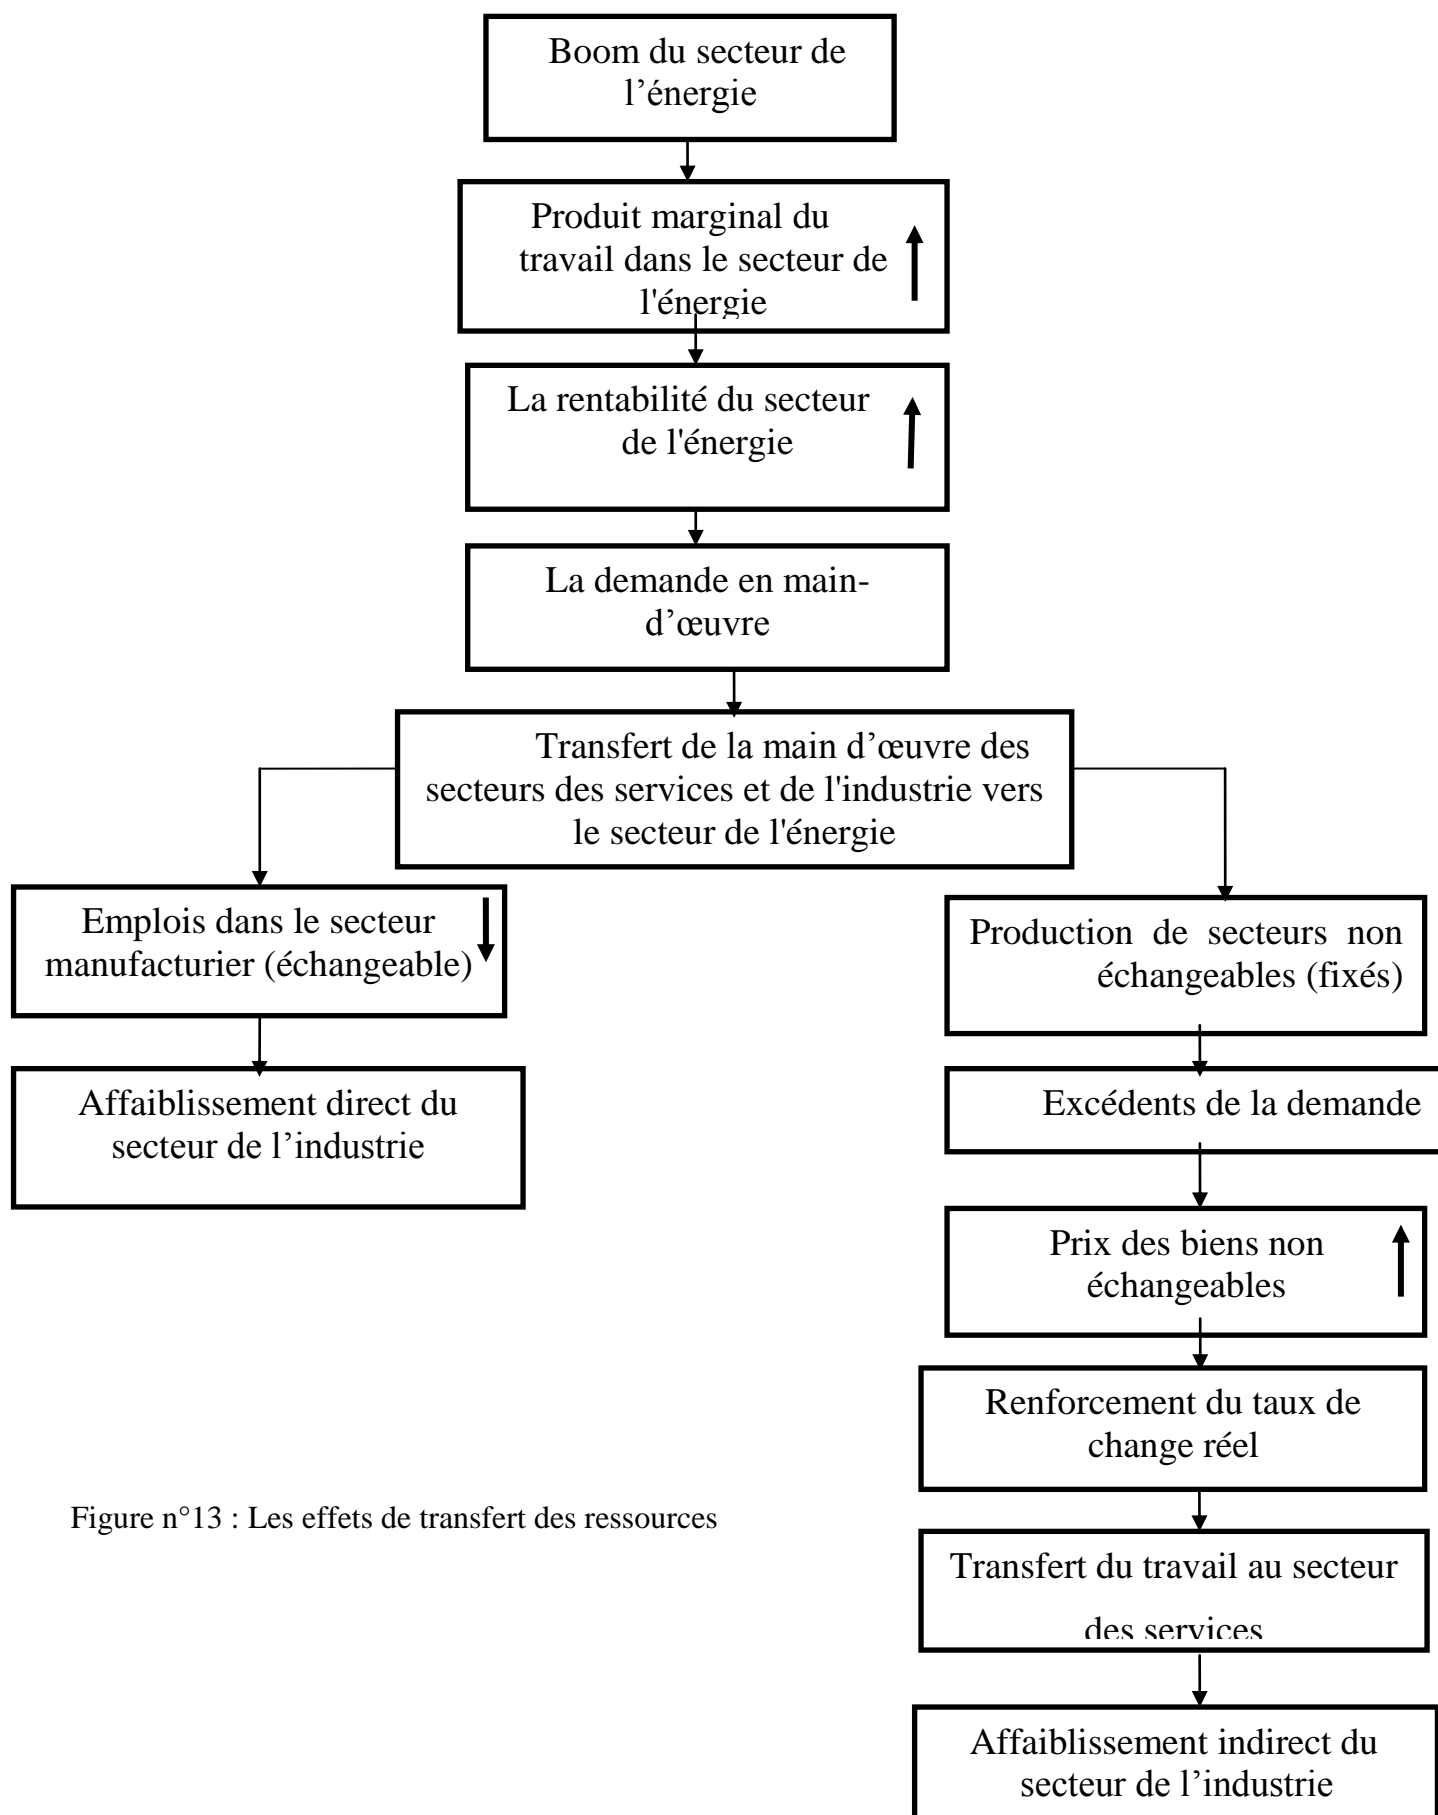 Boom du secteur de
l’énergie
Produit marginal du
travail dans le secteur de
l'énergie
La rentabilité du secteur
de l'énergie
La demande en main-
d’œuvre
Transfert de la main d’œuvre des
secteurs des services et de l'industrie vers
le secteur de l'énergie
Emplois dans le secteur
manufacturier (échangeable)
Affaiblissement direct du
secteur de l’industrie
Production de secteurs non
échangeables (fixés)
Excédents de la demande
Prix des biens non
échangeables
Renforcement du taux de
change réel
Transfert du travail au secteur
des services
Affaiblissement indirect du
secteur de l’industrie
Figure n°13 : Les effets de transfert des ressources